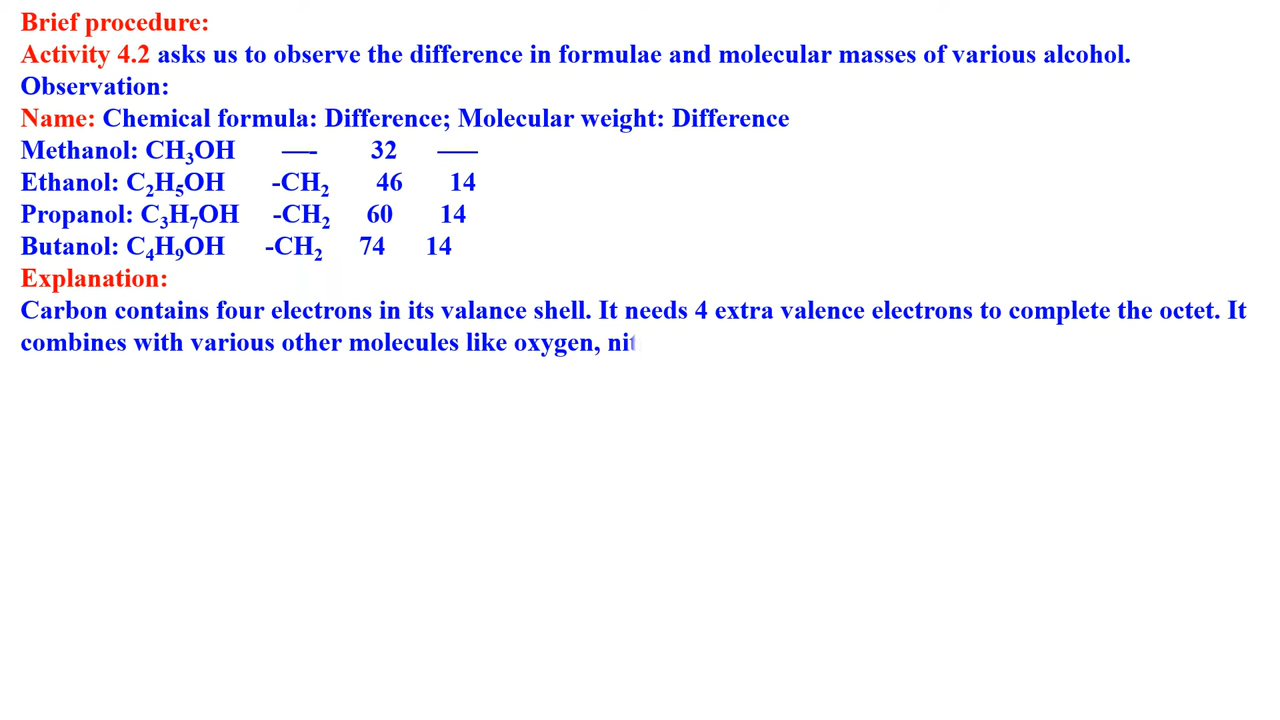 Brief procedure:
Activity 4.2 asks us to observe the difference in formulae and molecular masses of various alcohol.
Observation:
Name: Chemical formula: Difference; Molecular weight: Difference
Methanol: CH₃OH —- 32 ——
Ethanol: C₂H₅OH -CH₂ 46 14
Propanol: C₃H₇OH -CH₂ 60 14
Butanol: C₄H₉OH -CH₂ 74 14
Explanation:
Carbon contains four electrons in its valance shell. It needs 4 extra valence electrons to complete the octet. It
combines with various other molecules like oxygen, nit